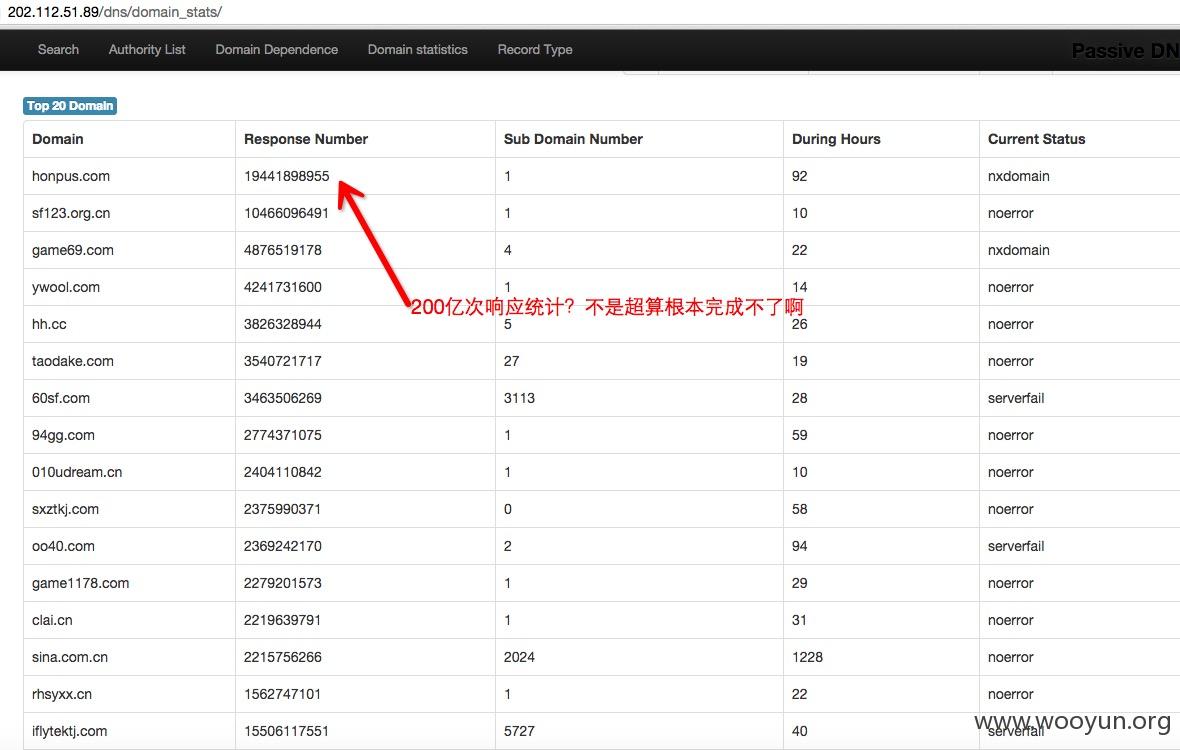 202.112.51.89/dns/domain_stats/
Search Authority List Domain Dependence Domain statistics Record Type Passive DN
Top 20 Domain
Domain Response Number Sub Domain Number During Hours Current Status
honpus.com 19441898955 1 92 nxdomain
sf123.org.cn 10466096491 1 10 noerror
game69.com 4876519178 4 22 nxdomain
ywool.com 4241731600 1 14 noerror
200亿次响应统计？不是超算根本完成不了啊
hh.cc 3826328944 5 26 noerror
taodake.com 3540721717 27 19 noerror
60sf.com 3463506269 3113 28 serverfail
94gg.com 2774371075 1 59 noerror
010udream.cn 2404110842 1 10 noerror
sxztkj.com 2375990371 0 58 noerror
oo40.com 2369242170 2 94 serverfail
game1178.com 2279201573 1 29 noerror
clai.cn 2219639791 1 31 noerror
sina.com.cn 2215756266 2024 1228 noerror
rhsyxx.cn 1562747101 1 22 noerror
iflytektj.com 15506117551 5727 40 serverfail
www.wooyun.org